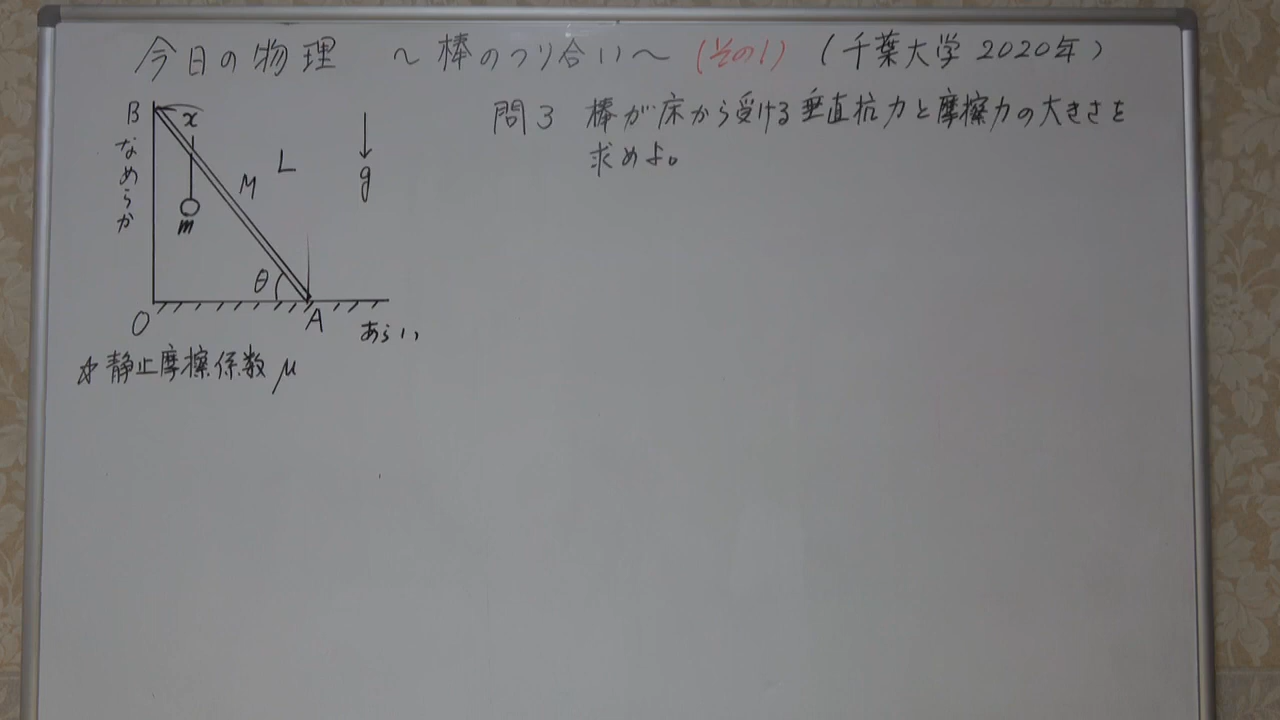 今日の物理 ～棒のつり合い～ (その1) (千葉大学2020年)
問3 棒が床から受ける垂直抗力と摩擦力の大きさを
求めよ。
B
x
なめらか
M
L
g
m
θ
O
A
あらい
☆静止摩擦係数μ